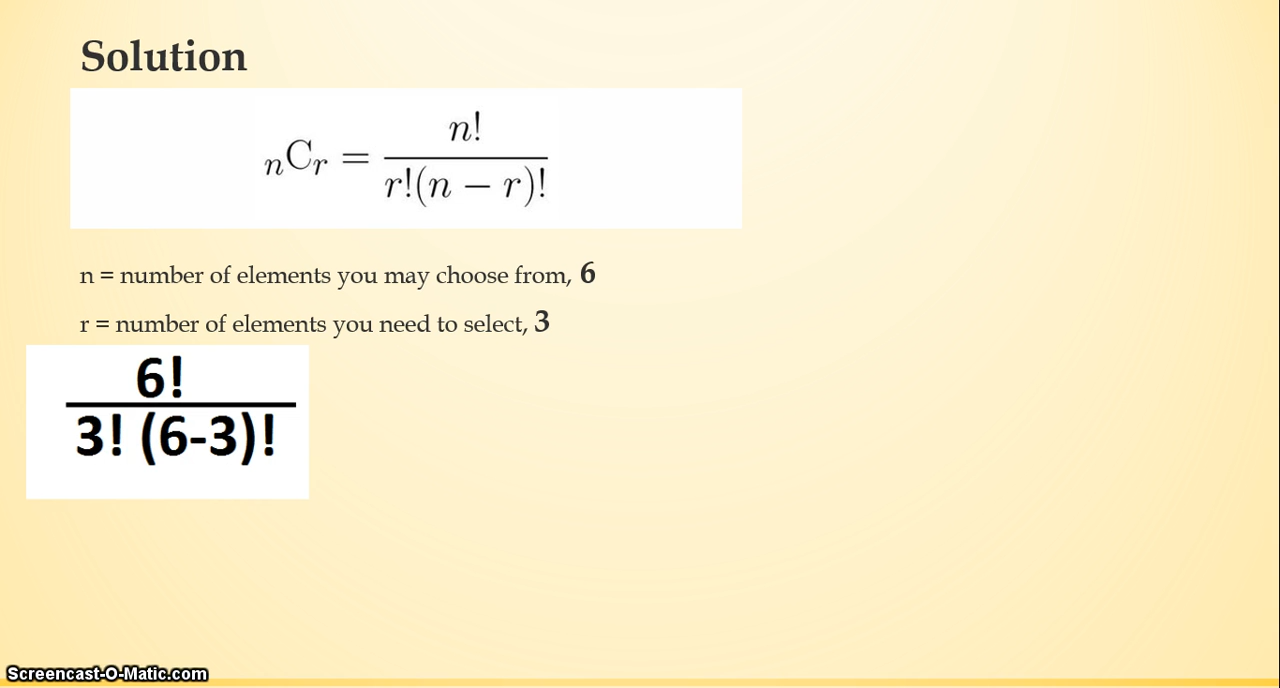 Solution
nCr = n! / r!(n − r)!
n = number of elements you may choose from, 6
r = number of elements you need to select, 3
6!
3! (6-3)!
Screencast-O-Matic.com